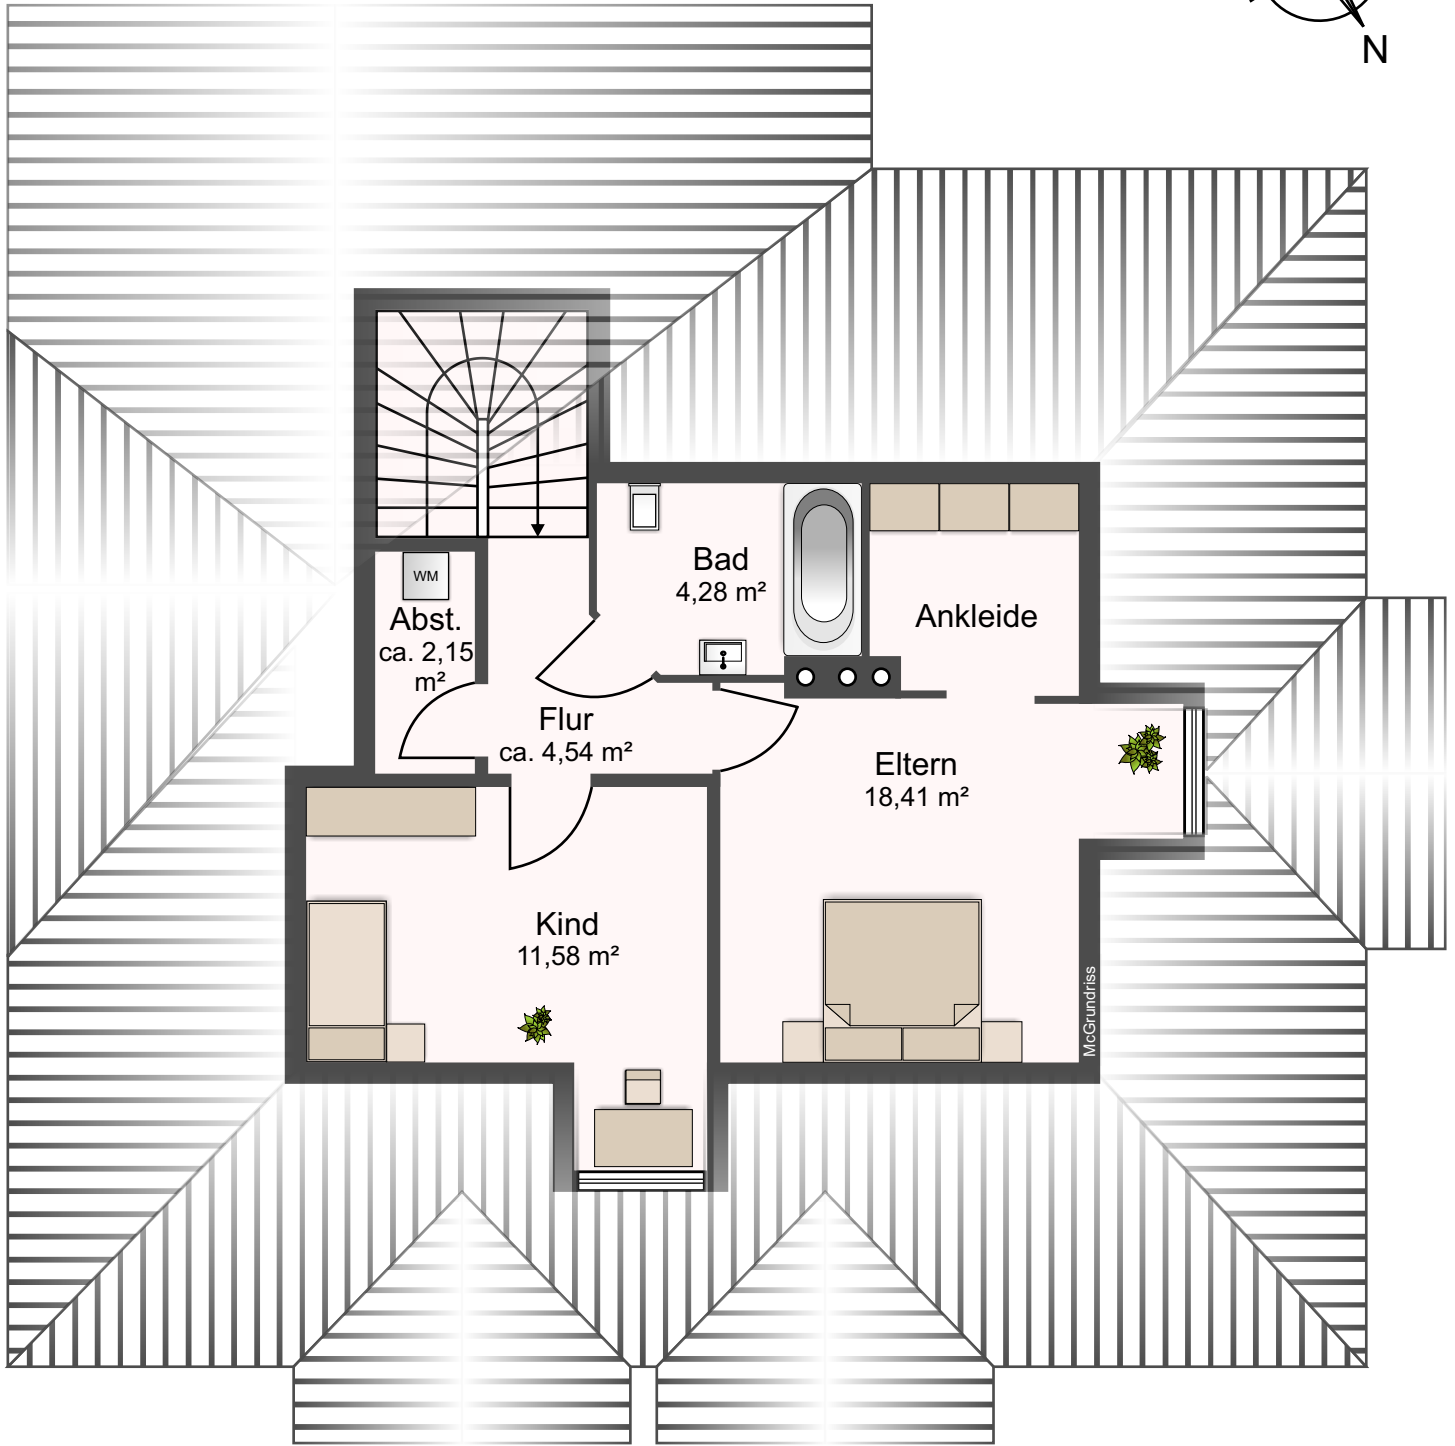 N
WM
Bad
4,28 m²
Abst.
ca. 2,15
m²
Ankleide
Flur
ca. 4,54 m²
Eltern
18,41 m²
Kind
11,58 m²
McGrundriss